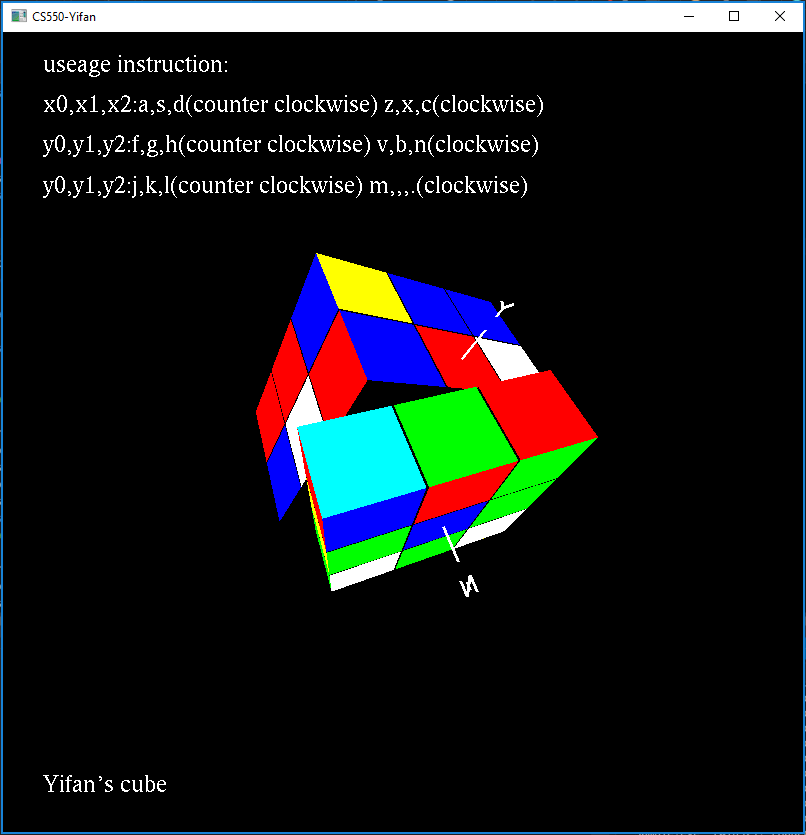 CS550-Yifan
useage instruction:
x0,x1,x2:a,s,d(counter clockwise) z,x,c(clockwise)
y0,y1,y2:f,g,h(counter clockwise) v,b,n(clockwise)
y0,y1,y2:j,k,l(counter clockwise) m,,,.(clockwise)
Y
Z
Yifan's cube